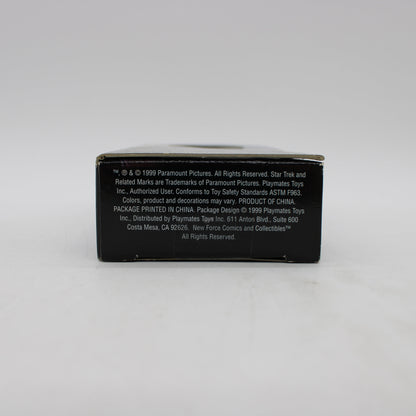 ™, ® & © 1999 Paramount Pictures. All Rights Reserved. Star Trek and
Related Marks are Trademarks of Paramount Pictures. Playmates Toys
Inc., Authorized User. Conforms to Toy Safety Standards ASTM F963.
Colors, product and decorations may vary. PRODUCT OF CHINA.
PACKAGE PRINTED IN CHINA. Package Design © 1999 Playmates Toys
Inc., Distributed by Playmates Toys Inc. 611 Anton Blvd., Suite 600
Costa Mesa, CA 92626. New Force Comics and Collectibles™
All Rights Reserved.